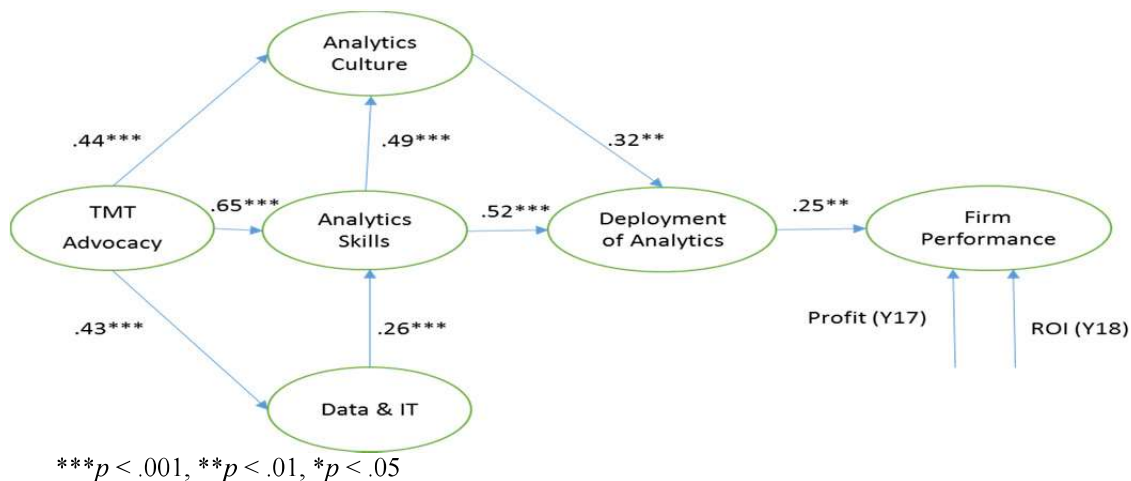 Analytics
Culture
.44***
.49***
.32**
TMT
Advocacy
.65***
Analytics
Skills
.52***
Deployment
of Analytics
.25**
Firm
Performance
.43***
.26***
Profit (Y17)
ROI (Y18)
Data & IT
***p < .001, **p < .01, *p < .05